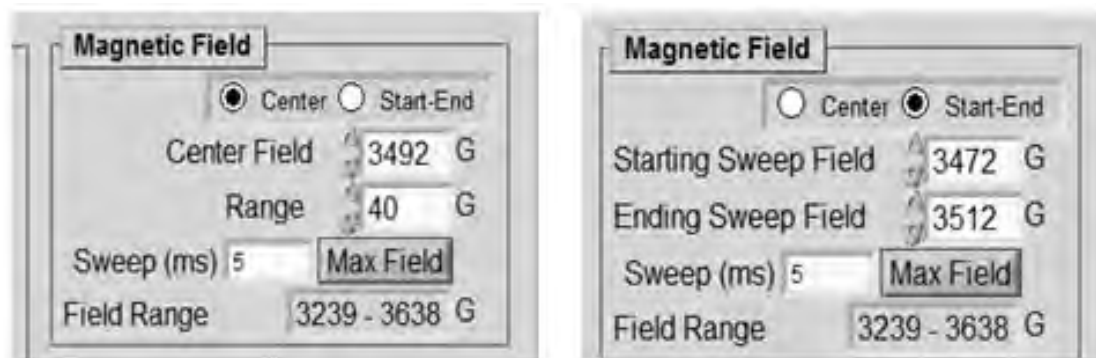 Magnetic Field
Center Start-End
Center Field 3492 G
Range 40 G
Sweep (ms) 5 Max Field
Field Range 3239 - 3638 G
Magnetic Field
Center Start-End
Starting Sweep Field 3472 G
Ending Sweep Field 3512 G
Sweep (ms) 5 Max Field
Field Range 3239 - 3638 G